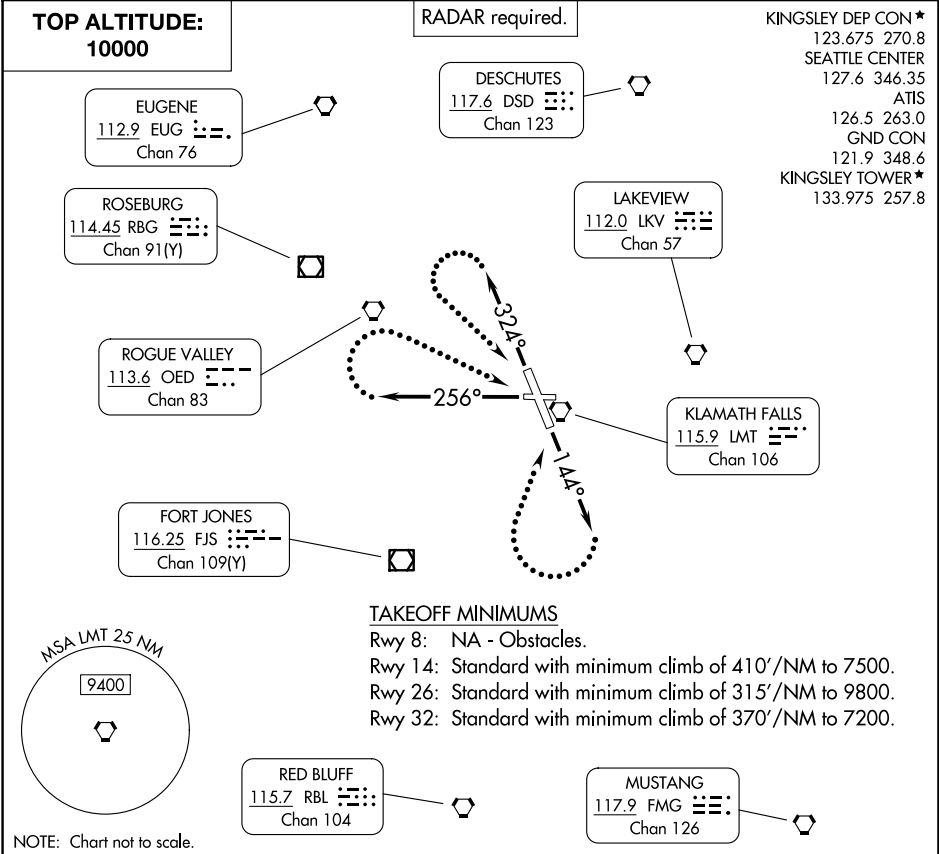 TOP ALTITUDE:
10000
RADAR required.
KINGSLEY DEP CON★
123.675 270.8
SEATTLE CENTER
127.6 346.35
ATIS
126.5 263.0
GND CON
121.9 348.6
KINGSLEY TOWER★
133.975 257.8
EUGENE
112.9 EUG
Chan 76
DESCHUTES
117.6 DSD
Chan 123
ROSEBURG
114.45 RBG
Chan 91(Y)
LAKEVIEW
112.0 LKV
Chan 57
ROGUE VALLEY
113.6 OED
Chan 83
324°
256°
144°
KLAMATH FALLS
115.9 LMT
Chan 106
FORT JONES
116.25 FJS
Chan 109(Y)
TAKEOFF MINIMUMS
Rwy 8: NA - Obstacles.
Rwy 14: Standard with minimum climb of 410'/NM to 7500.
Rwy 26: Standard with minimum climb of 315'/NM to 9800.
Rwy 32: Standard with minimum climb of 370'/NM to 7200.
MSA LMT 25 NM
9400
RED BLUFF
115.7 RBL
Chan 104
MUSTANG
117.9 FMG
Chan 126
NOTE: Chart not to scale.